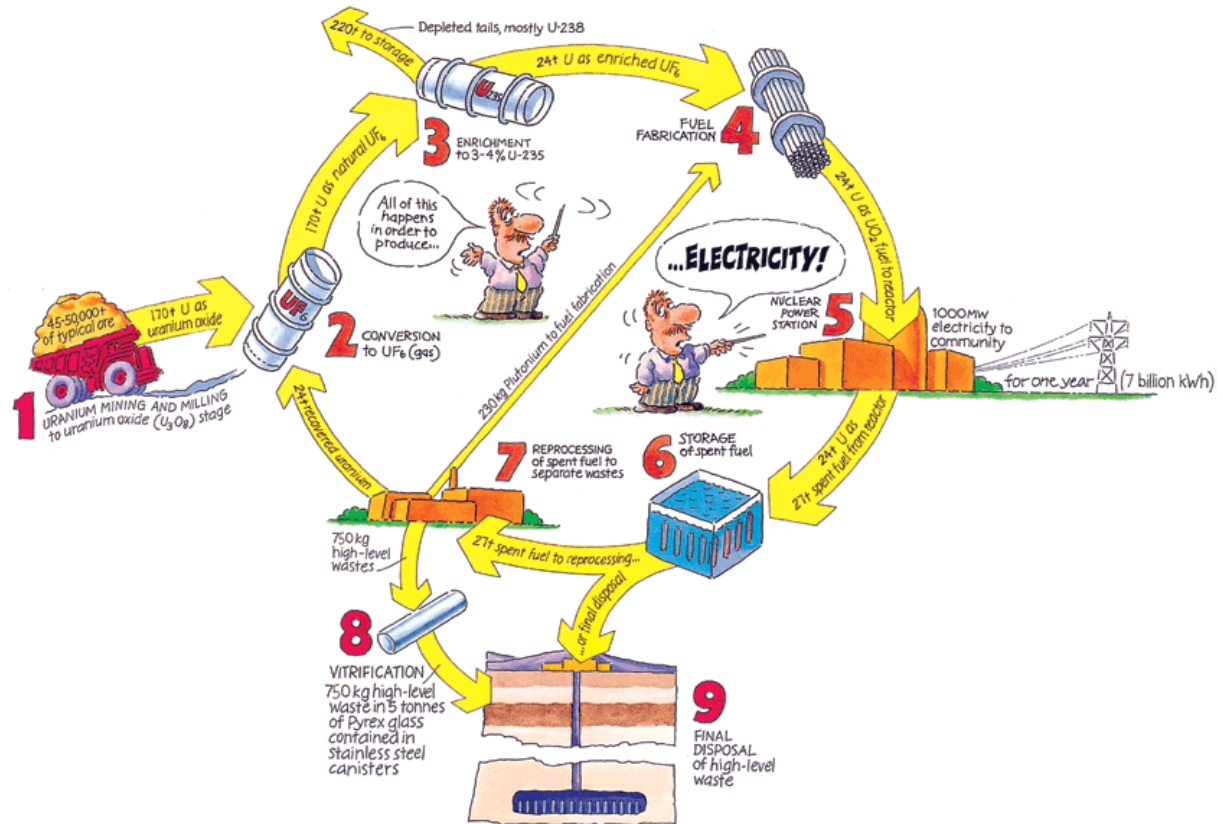 220t to storage
Depleted tails, mostly U-238
U235
24t U as enriched UF6
3 ENRICHMENT
to 3-4% U-235
FUEL
FABRICATION 4
170t U as natural UF6
All of this
happens
in order to
produce...
...ELECTRICITY!
24t U as UO2 fuel to reactor
45-50,000t
of typical ore
170t U as
uranium oxide
UF6
2 CONVERSION
to UF6 (gas)
230 kg Plutonium to fuel fabrication
NUCLEAR
POWER
STATION 5
1000MW
electricity to
community
for one year (7 billion kWh)
1 URANIUM MINING AND MILLING
to uranium oxide (U3O8) stage
24t recovered uranium
7 REPROCESSING
of spent fuel to
separate wastes
6 STORAGE
of spent fuel
24t U as
27t spent fuel from reactor
750 kg
high-level
wastes
27t spent fuel to reprocessing...
...or final disposal
8
VITRIFICATION
750 kg high-level
waste in 5 tonnes
of Pyrex glass
contained in
stainless steel
canisters
9
FINAL
DISPOSAL
of high-level
waste